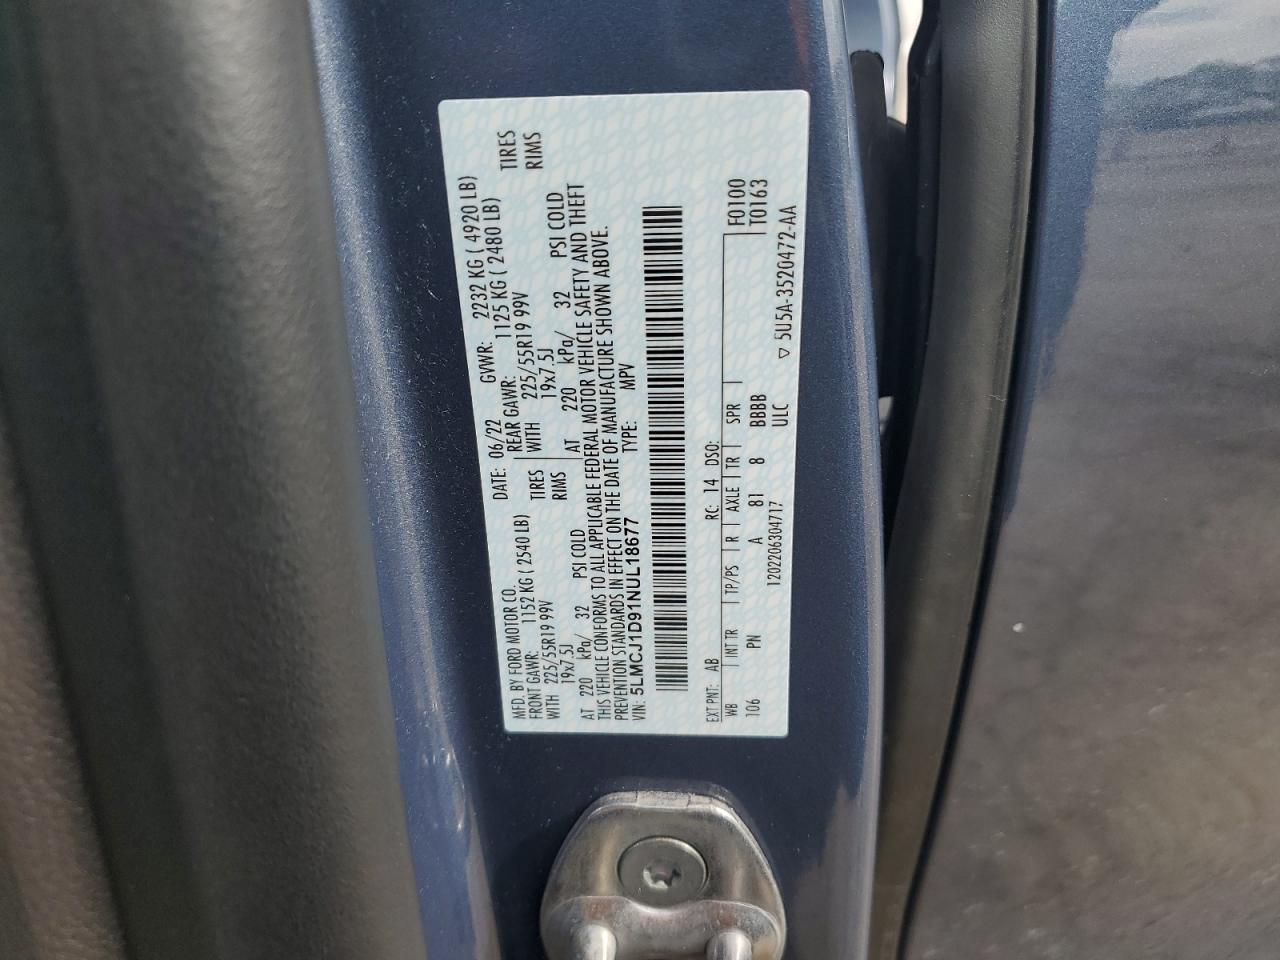 MFD. BY FORD MOTOR CO. DATE: 06/22 GVWR: 2232 KG ( 4920 LB)
FRONT GAWR: 1152 KG ( 2540 LB) REAR GAWR: 1125 KG ( 2480 LB)
WITH 225/55R19 99V TIRES WITH 225/55R19 99V TIRES
19x7.5J RIMS 19x7.5J RIMS
AT 220 kPa/ 32 PSI COLD AT 220 kPa/ 32 PSI COLD
THIS VEHICLE CONFORMS TO ALL APPLICABLE FEDERAL MOTOR VEHICLE SAFETY AND THEFT
PREVENTION STANDARDS IN EFFECT ON THE DATE OF MANUFACTURE SHOWN ABOVE.
VIN: 5LMCJ1D91NUL18677 TYPE: MPV
EXT PNT: AB RC: 14 DSO: F0100
WB INT TR TP/PS R AXLE TR SPR T0163
106 PN A 81 8 BBBB
ULC
1202206304717 ▽ 5U5A-3520472-AA